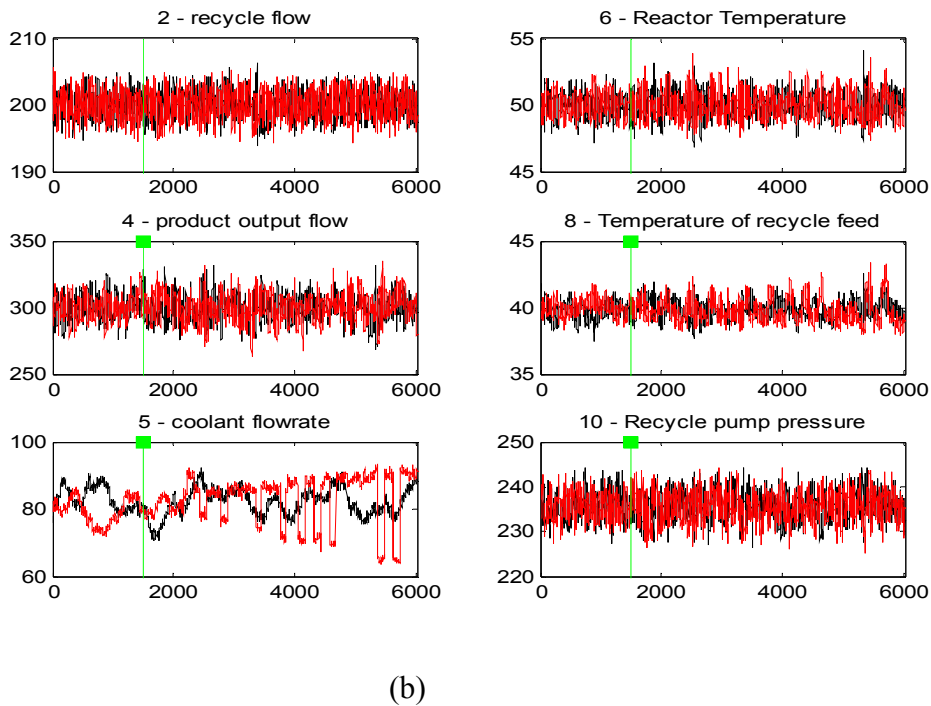 2 - recycle flow
210
200
190
0 2000 4000 6000
6 - Reactor Temperature
55
50
45
0 2000 4000 6000
4 - product output flow
350
300
250
0 2000 4000 6000
8 - Temperature of recycle feed
45
40
35
0 2000 4000 6000
5 - coolant flowrate
100
80
60
0 2000 4000 6000
10 - Recycle pump pressure
250
240
230
220
0 2000 4000 6000
(b)